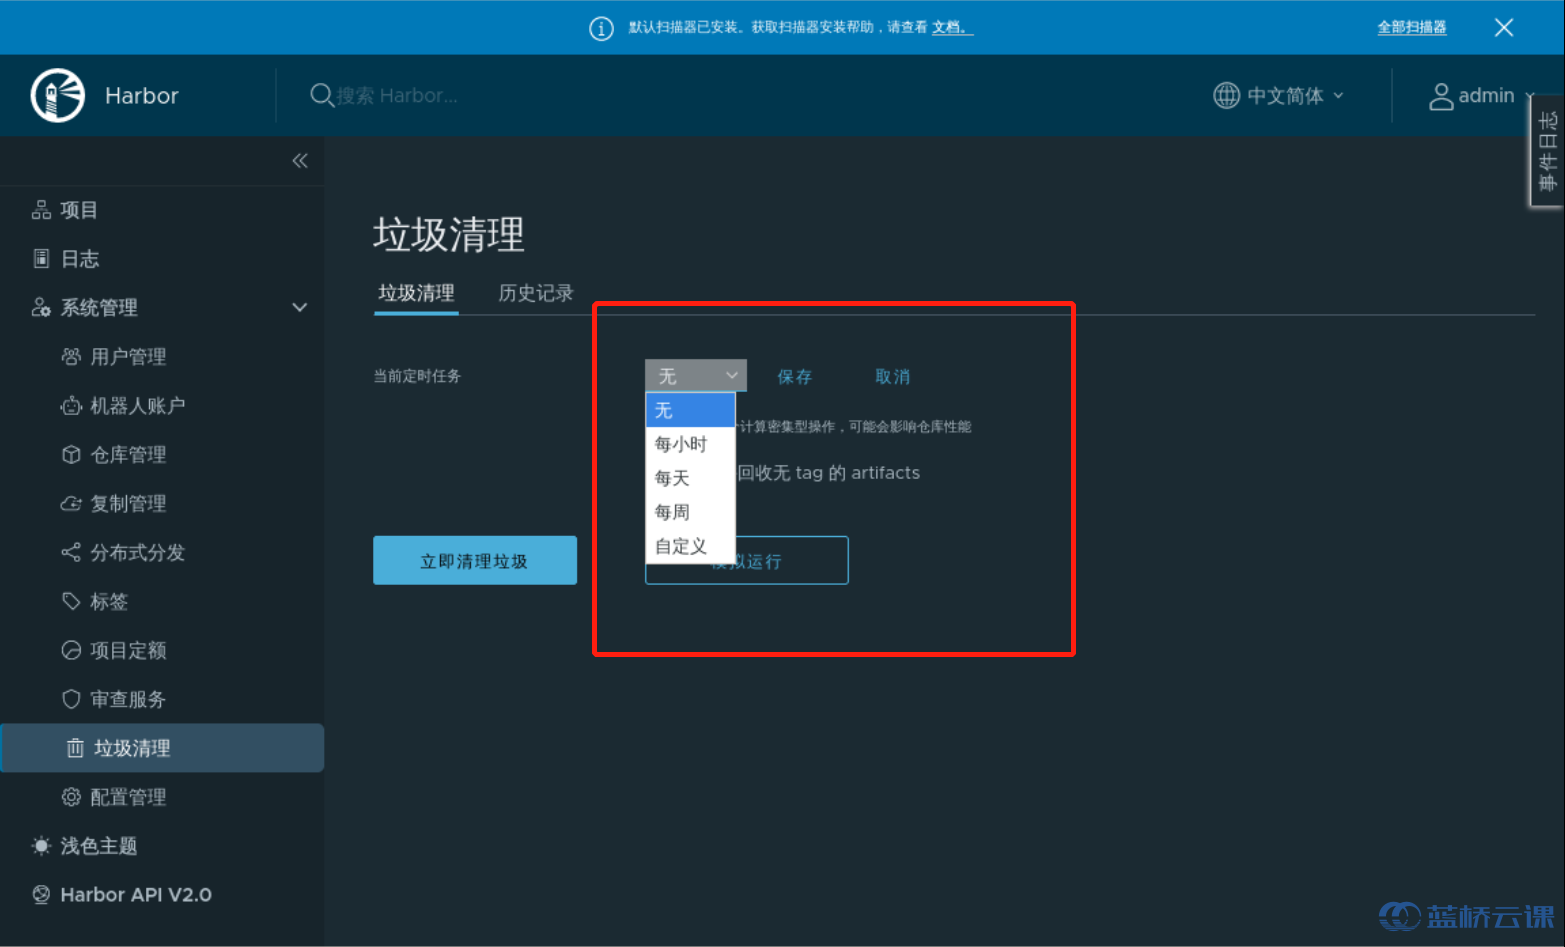 默认扫描器已安装。获取扫描器安装帮助，请查看 文档。
全部扫描器
Harbor
搜索 Harbor...
中文简体
admin
事件日志
项目
日志
系统管理
用户管理
机器人账户
仓库管理
复制管理
分布式分发
标签
项目定额
审查服务
垃圾清理
配置管理
浅色主题
Harbor API V2.0
垃圾清理
垃圾清理 历史记录
当前定时任务
无 保存 取消
无
计算密集型操作，可能会影响仓库性能
每小时
回收无 tag 的 artifacts
每天
每周
自定义
立即清理垃圾
拟运行
蓝桥云课